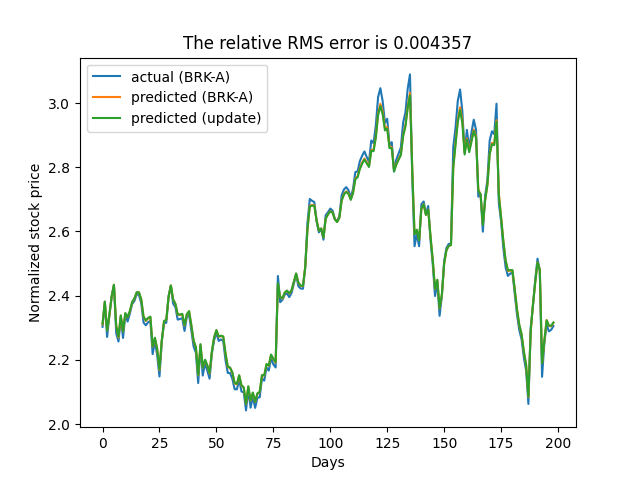 The relative RMS error is 0.004357
actual (BRK-A)
predicted (BRK-A)
predicted (update)
3.0
2.8
2.6
2.4
2.2
2.0
Normalized stock price
0 25 50 75 100 125 150 175 200
Days